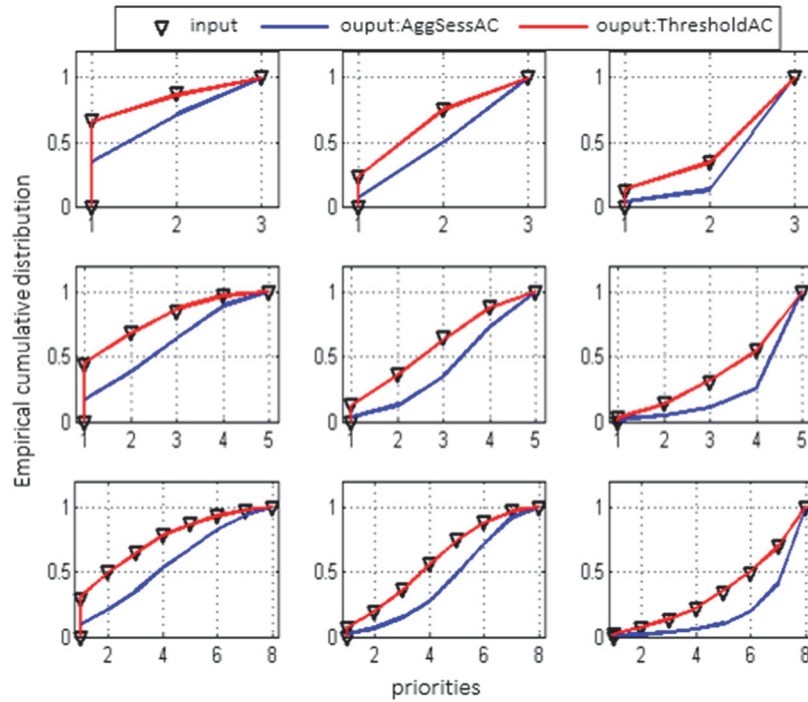 input ouput:AggSessAC ouput:ThresholdAC
Empirical cumulative distribution
1 1 1
0.5 0.5 0.5
0 0 0
1 2 3 1 2 3 1 2 3
1 1 1
0.5 0.5 0.5
0 0 0
1 2 3 4 5 1 2 3 4 5 1 2 3 4 5
1 1 1
0.5 0.5 0.5
0 0 0
2 4 6 8 2 4 6 8 2 4 6 8
priorities